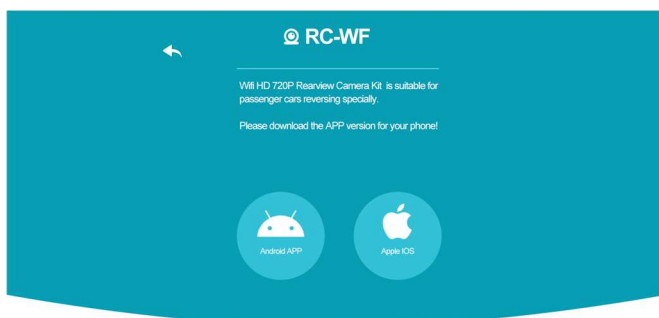 RC-WF
Wifi HD 720P Rearview Camera Kit is suitable for
passenger cars reversing specially.
Please download the APP version for your phone!
Android APP
Apple IOS